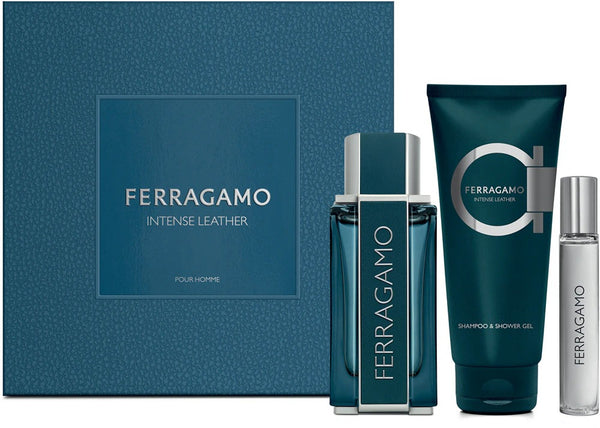 FERRAGAMO
INTENSE LEATHER
POUR HOMME
FERRAGAMO
FERRAGAMO
INTENSE LEATHER
SHAMPOO & SHOWER GEL
FERRAGAMO